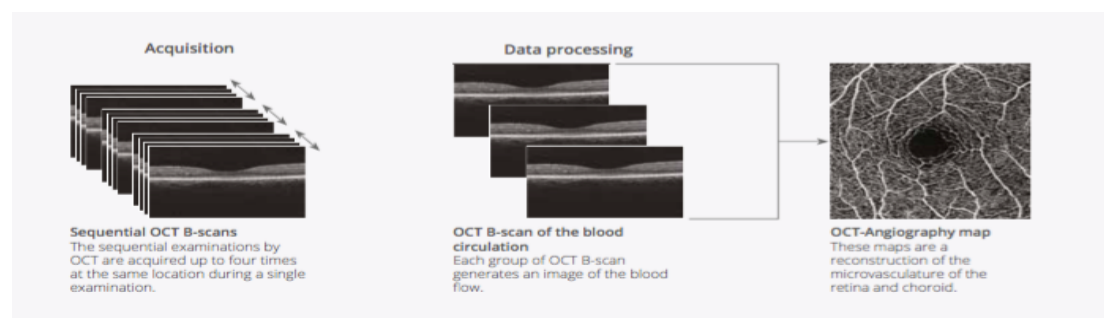 Acquisition
Data processing
Sequential OCT B-scans
The sequential examinations by
OCT are acquired up to four times
at the same location during a single
examination.
OCT B-scan of the blood
circulation
Each group of OCT B-scan
generates an image of the blood
flow.
OCT-Angiography map
These maps are a
reconstruction of the
microvasculature of the
retina and choroid.